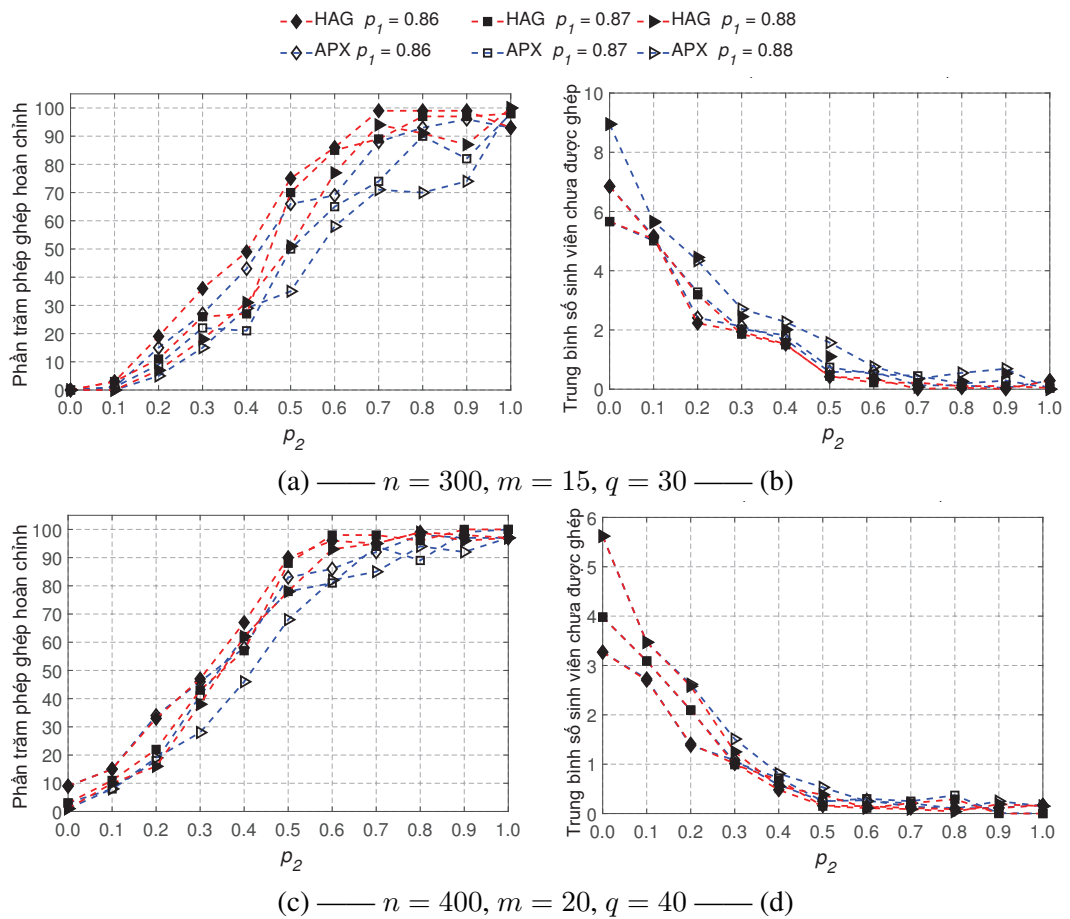 HAG p1 = 0.86 HAG p1 = 0.87 HAG p1 = 0.88
APX p1 = 0.86 APX p1 = 0.87 APX p1 = 0.88
Phần trăm phép ghép hoàn chỉnh
100
90
80
70
60
50
40
30
20
10
0
0.0 0.1 0.2 0.3 0.4 0.5 0.6 0.7 0.8 0.9 1.0
p2
Trung bình số sinh viên chưa được ghép
10
8
6
4
2
0
0.0 0.1 0.2 0.3 0.4 0.5 0.6 0.7 0.8 0.9 1.0
p2
(a) —— n = 300, m = 15, q = 30 —— (b)
Phần trăm phép ghép hoàn chỉnh
100
90
80
70
60
50
40
30
20
10
0
0.0 0.1 0.2 0.3 0.4 0.5 0.6 0.7 0.8 0.9 1.0
p2
Trung bình số sinh viên chưa được ghép
6
5
4
3
2
1
0
0.0 0.1 0.2 0.3 0.4 0.5 0.6 0.7 0.8 0.9 1.0
p2
(c) —— n = 400, m = 20, q = 40 —— (d)